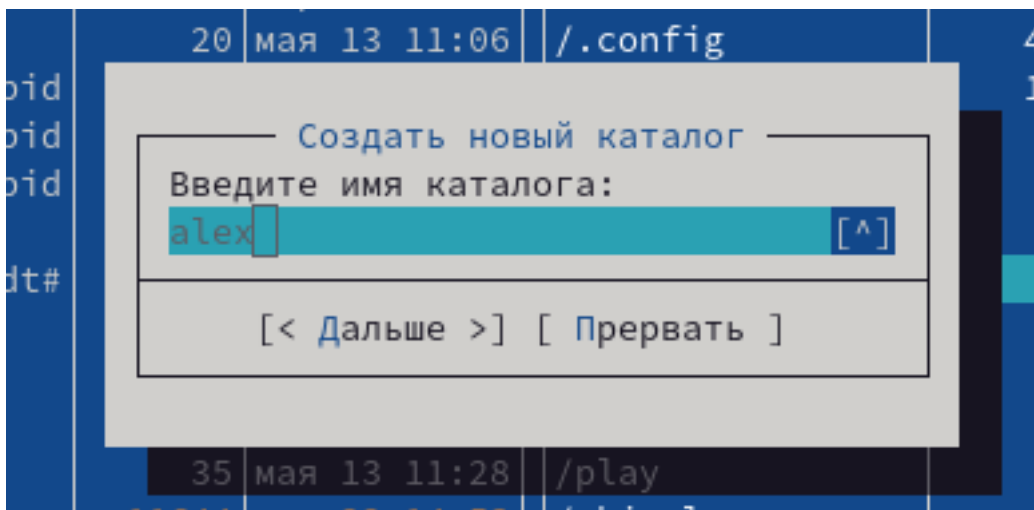 20 мая 13 11:06 /.config
oid
oid
oid
Создать новый каталог
Введите имя каталога:
alex [^]
dt#
[< Дальше >] [ Прервать ]
35 мая 13 11:28 /play